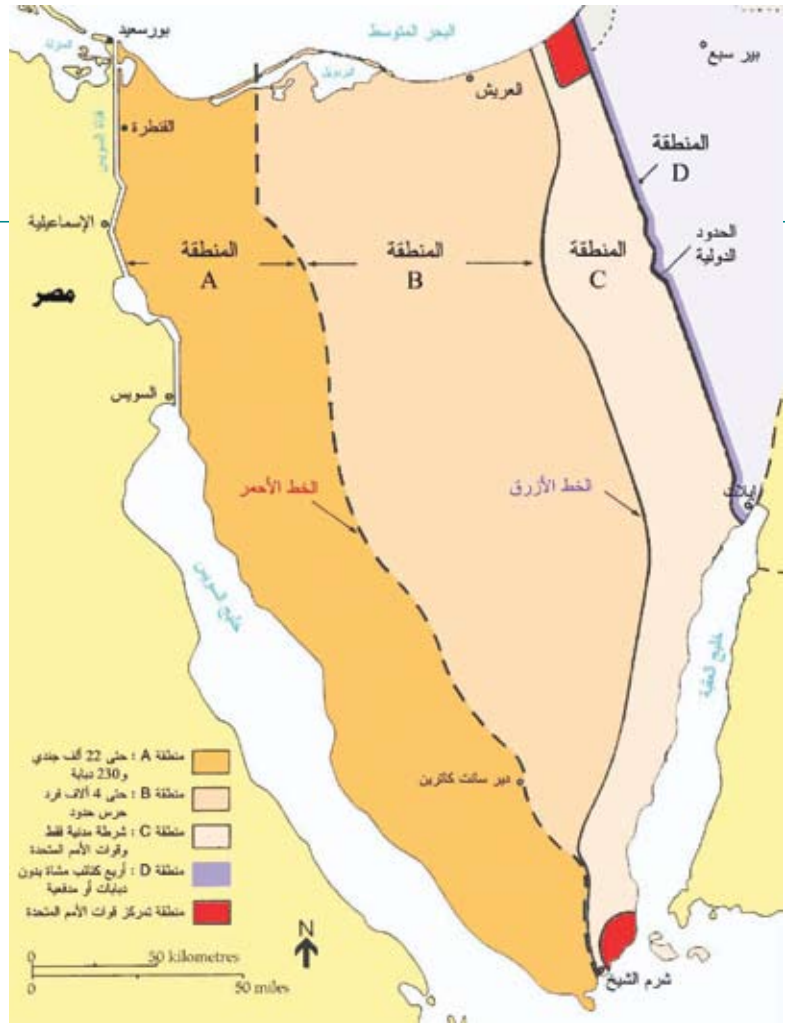 بورسعيد
المنزلة
البحر المتوسط
البردويل
العريش
بير سبع
القنطرة
قناة السويس
المنطقة
D
الإسماعيلية
المنطقة
A
المنطقة
B
المنطقة
C
الحدود
الدولية
مصر
السويس
الخط الأحمر
الخط الأزرق
إيلات
خليج السويس
خليج العقبة
دير سانت كاترين
منطقة A : حتى 22 ألف جندي
و230 دبابة
منطقة B : حتى 4 ألاف فرد
حرس حدود
منطقة C : شرطة مدنية فقط
وقوات الأمم المتحدة
منطقة D : أربع كتائب مشاة بدون
دبابات أو مدفعية
منطقة تمركز قوات الأمم المتحدة
N
0 50 kilometres
0 50 miles
شرم الشيخ